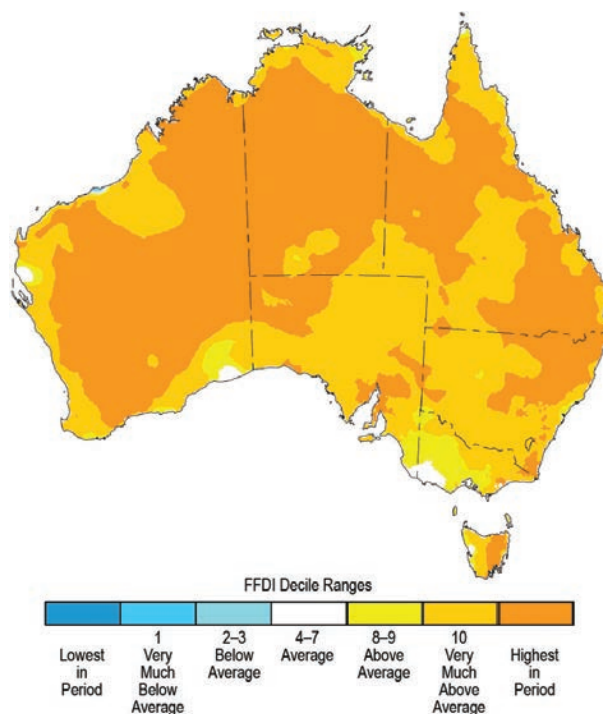 FFDI Decile Ranges
1 2–3 4–7 8–9 10
Lowest in Period
Very Much Below Average
Below Average
Average
Above Average
Very Much Above Average
Highest in Period